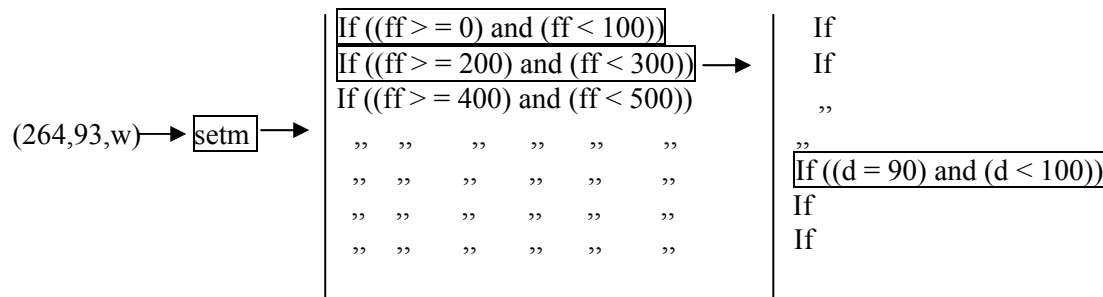 (264,93,w) setm
If ((ff > = 0) and (ff < 100))
If ((ff > = 200) and (ff < 300))
If ((ff > = 400) and (ff < 500))
,, ,, ,, ,, ,, ,,
,, ,, ,, ,, ,, ,,
,, ,, ,, ,, ,, ,,
,, ,, ,, ,, ,, ,,
If
If
,,
,,
If ((d = 90) and (d < 100))
If
If